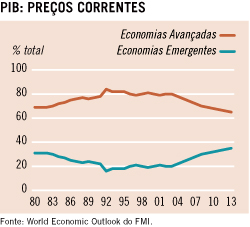 PIB: PREÇOS CORRENTES
Economias Avançadas
% total
Economias Emergentes
100
80
60
40
20
0
80 83 86 89 92 95 98 01 04 07 10 13
Fonte: World Economic Outlook do FMI.